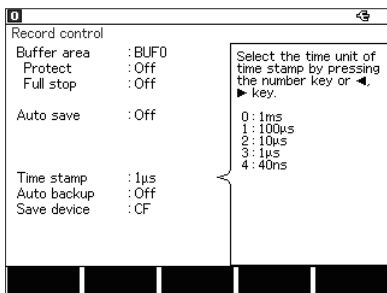 0
Record control
Buffer area : BUF0
Protect : Off
Full stop : Off
Auto save : Off
Time stamp : 1µs
Auto backup : Off
Save device : CF
Select the time unit of
time stamp by pressing
the number key or ◄,
► key.
0 : 1ms
1 : 100µs
2 : 10µs
3 : 1µs
4 : 40ns